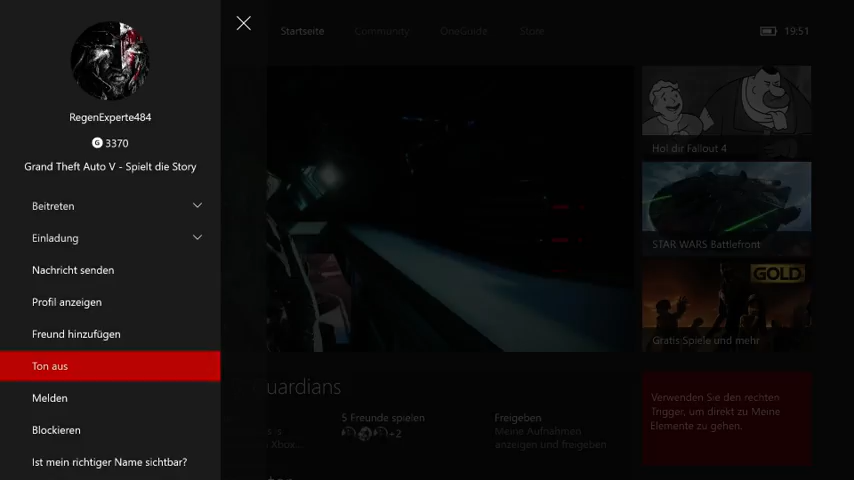 Startseite
Community
OneGuide
Store
19:51
RegenExperte484
G 3370
Grand Theft Auto V - Spielt die Story
Beitreten
Einladung
Nachricht senden
Profil anzeigen
Freund hinzufügen
Ton aus
Melden
Blockieren
Ist mein richtiger Name sichtbar?
Hol dir Fallout 4
STAR WARS Battlefront
GOLD
Gratis Spiele und mehr
uardians
Xbox...
5 Freunde spielen
+2
Freigeben
Meine Aufnahmen
anzeigen und freigeben
Verwenden Sie den rechten
Trigger, um direkt zu Meine
Elemente zu gehen.